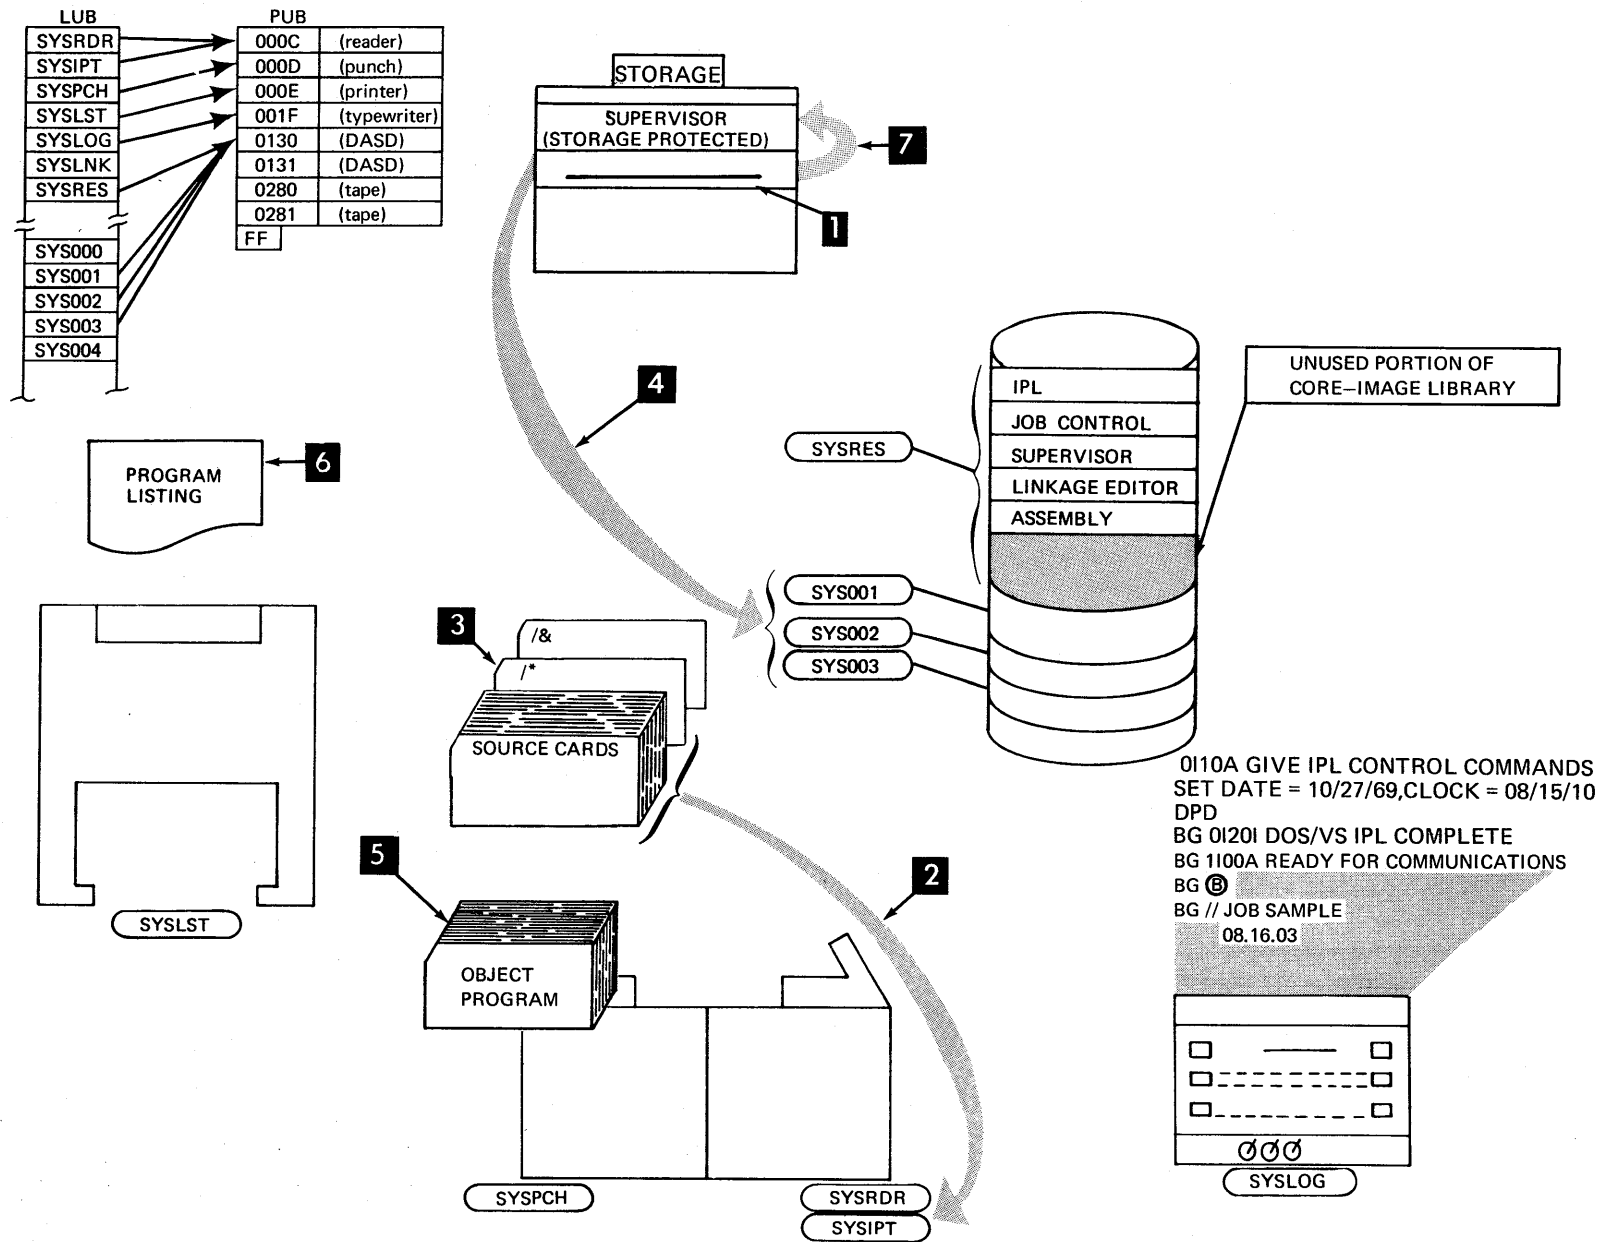 LUB
SYSRDR
SYSIPT
SYSPCH
SYSLST
SYSLOG
SYSLNK
SYSRES
SYS000
SYS001
SYS002
SYS003
SYS004
PUB
000C (reader)
000D (punch)
000E (printer)
001F (typewriter)
0130 (DASD)
0131 (DASD)
0280 (tape)
0281 (tape)
FF
STORAGE
SUPERVISOR
(STORAGE PROTECTED)
7
1
4
6
PROGRAM
LISTING
SYSRES
IPL
JOB CONTROL
SUPERVISOR
LINKAGE EDITOR
ASSEMBLY
UNUSED PORTION OF
CORE–IMAGE LIBRARY
SYS001
SYS002
SYS003
3
/&
/*
SOURCE CARDS
5
2
OBJECT
PROGRAM
SYSLST
SYSPCH
SYSRDR
SYSIPT
0I10A GIVE IPL CONTROL COMMANDS
SET DATE = 10/27/69,CLOCK = 08/15/10
DPD
BG 0I20I DOS/VS IPL COMPLETE
BG 1I00A READY FOR COMMUNICATIONS
BG Ⓑ
BG // JOB SAMPLE
08.16.03
SYSLOG